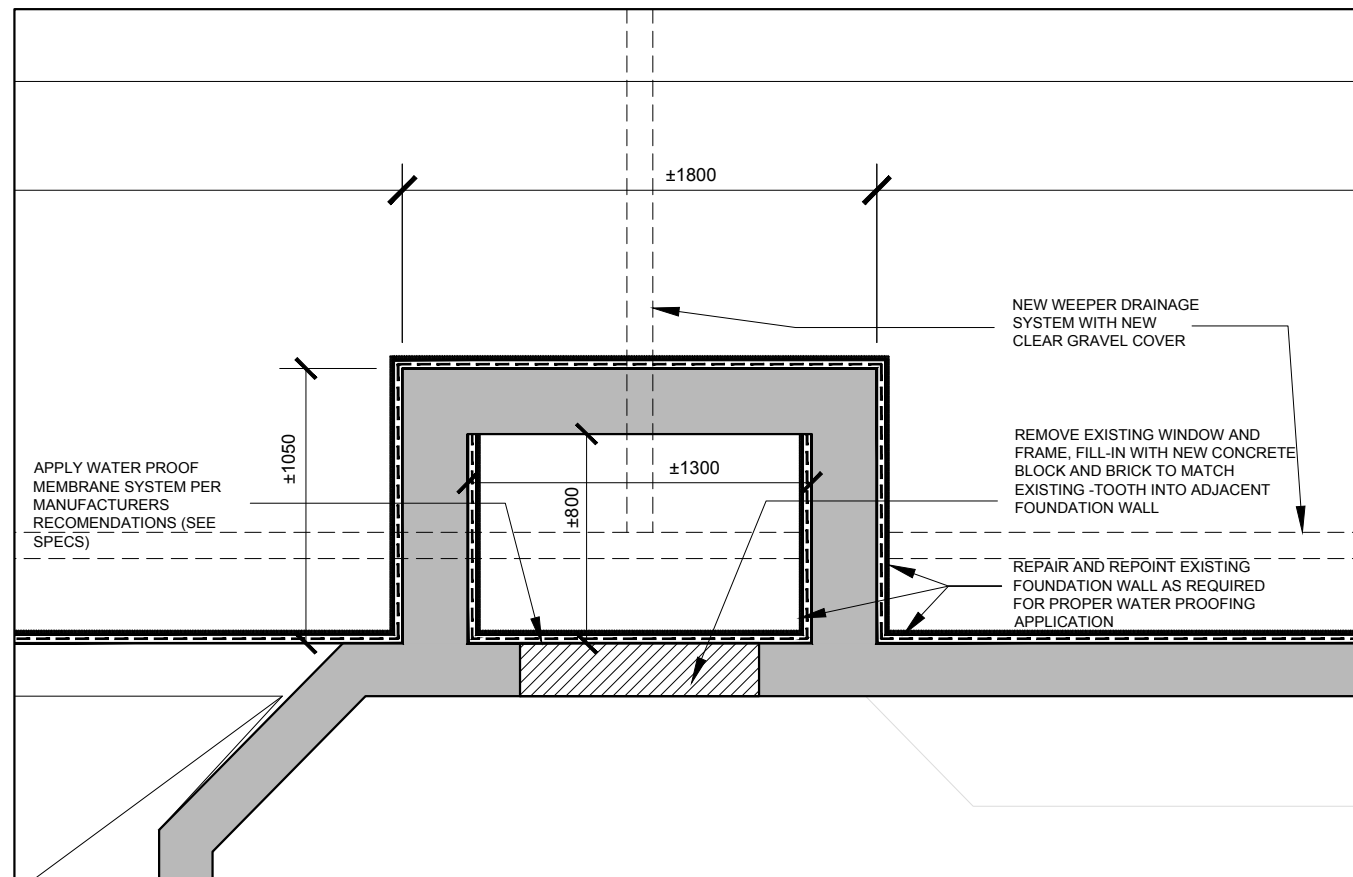 ±1800
NEW WEEPER DRAINAGE
SYSTEM WITH NEW
CLEAR GRAVEL COVER
±1050
±1300
±800
APPLY WATER PROOF
MEMBRANE SYSTEM PER
MANUFACTURERS
RECOMENDATIONS (SEE
SPECS)
REMOVE EXISTING WINDOW AND
FRAME, FILL-IN WITH NEW CONCRETE
BLOCK AND BRICK TO MATCH
EXISTING -TOOTH INTO ADJACENT
FOUNDATION WALL
REPAIR AND REPOINT EXISTING
FOUNDATION WALL AS REQUIRED
FOR PROPER WATER PROOFING
APPLICATION